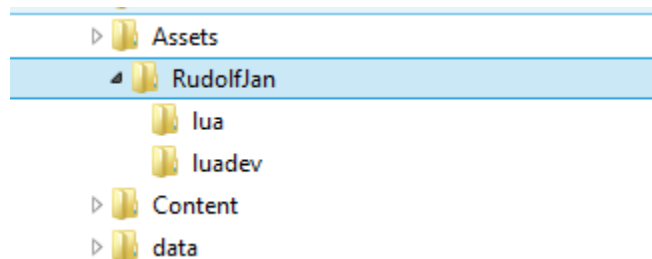 Assets
RudolfJan
lua
luadev
Content
data